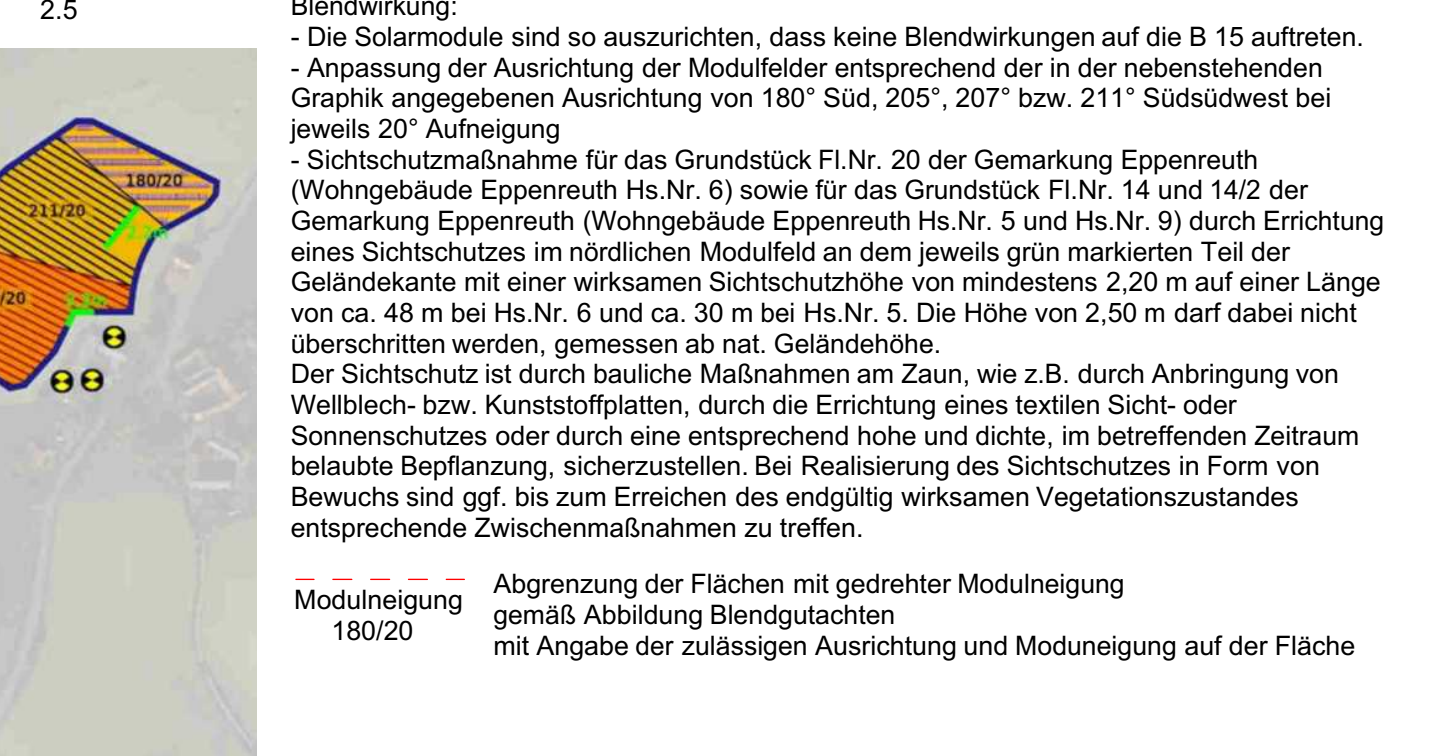 2.5
Blendwirkung:
- Die Solarmodule sind so auszurichten, dass keine Blendwirkungen auf die B 15 auftreten.
- Anpassung der Ausrichtung der Modulfelder entsprechend der in der nebenstehenden
Graphik angegebenen Ausrichtung von 180° Süd, 205°, 207° bzw. 211° Südsüdwest bei
jeweils 20° Aufneigung
- Sichtschutzmaßnahme für das Grundstück Fl.Nr. 20 der Gemarkung Eppenreuth
(Wohngebäude Eppenreuth Hs.Nr. 6) sowie für das Grundstück Fl.Nr. 14 und 14/2 der
Gemarkung Eppenreuth (Wohngebäude Eppenreuth Hs.Nr. 5 und Hs.Nr. 9) durch Errichtung
eines Sichtschutzes im nördlichen Modulfeld an dem jeweils grün markierten Teil der
Geländekante mit einer wirksamen Sichtschutzhöhe von mindestens 2,20 m auf einer Länge
von ca. 48 m bei Hs.Nr. 6 und ca. 30 m bei Hs.Nr. 5. Die Höhe von 2,50 m darf dabei nicht
überschritten werden, gemessen ab nat. Geländehöhe.
Der Sichtschutz ist durch bauliche Maßnahmen am Zaun, wie z.B. durch Anbringung von
Wellblech- bzw. Kunststoffplatten, durch die Errichtung eines textilen Sicht- oder
Sonnenschutzes oder durch eine entsprechend hohe und dichte, im betreffenden Zeitraum
belaubte Bepflanzung, sicherzustellen. Bei Realisierung des Sichtschutzes in Form von
Bewuchs sind ggf. bis zum Erreichen des endgültig wirksamen Vegetationszustandes
entsprechende Zwischenmaßnahmen zu treffen.
180/20
211/20
/20
Modulneigung
180/20
Abgrenzung der Flächen mit gedrehter Modulneigung
gemäß Abbildung Blendgutachten
mit Angabe der zulässigen Ausrichtung und Moduneigung auf der Fläche